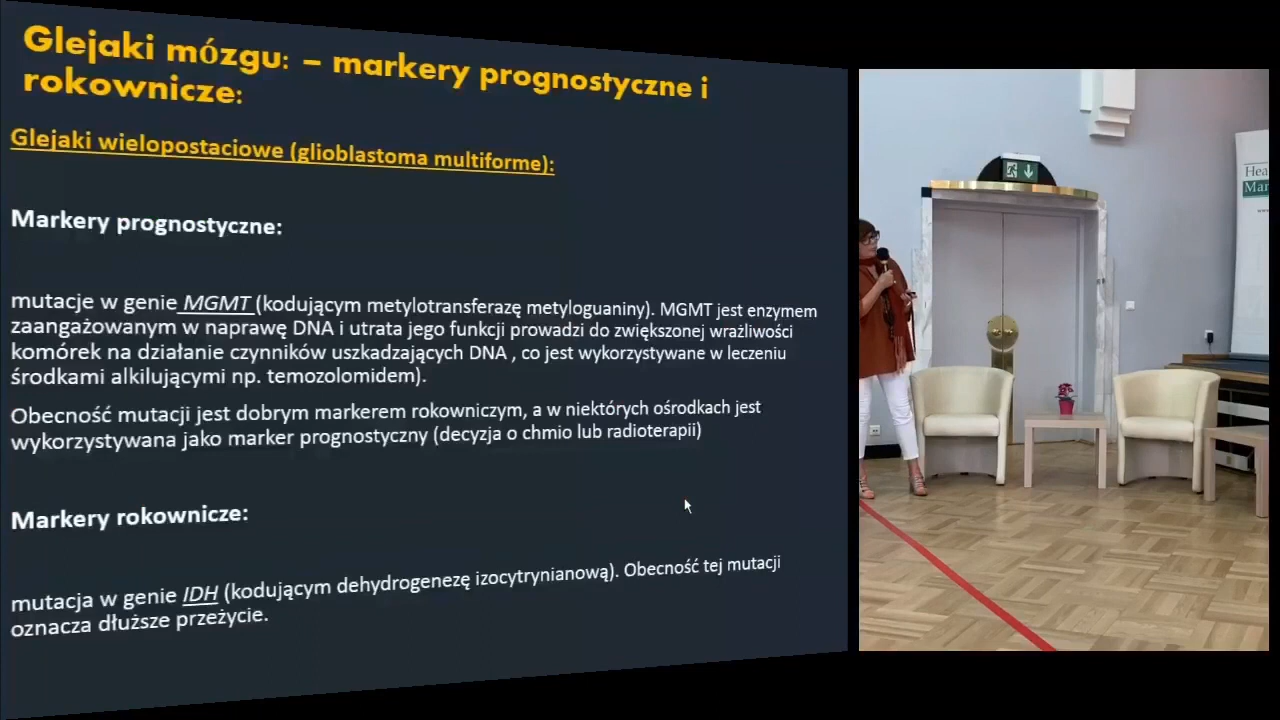 Glejaki mózgu: – markery prognostyczne i
rokownicze:
Glejaki wielopostaciowe (glioblastoma multiforme):
Markery prognostyczne:
mutacje w genie MGMT (kodującym metylotransferazę metyloguaniny). MGMT jest enzymem
zaangażowanym w naprawę DNA i utrata jego funkcji prowadzi do zwiększonej wrażliwości
komórek na działanie czynników uszkadzających DNA , co jest wykorzystywane w leczeniu
środkami alkilującymi np. temozolomidem).
Obecność mutacji jest dobrym markerem rokowniczym, a w niektórych ośrodkach jest
wykorzystywana jako marker prognostyczny (decyzja o chmio lub radioterapii)
Markery rokownicze:
mutacja w genie IDH (kodującym dehydrogenezę izocytrynianową). Obecność tej mutacji
oznacza dłuższe przeżycie.